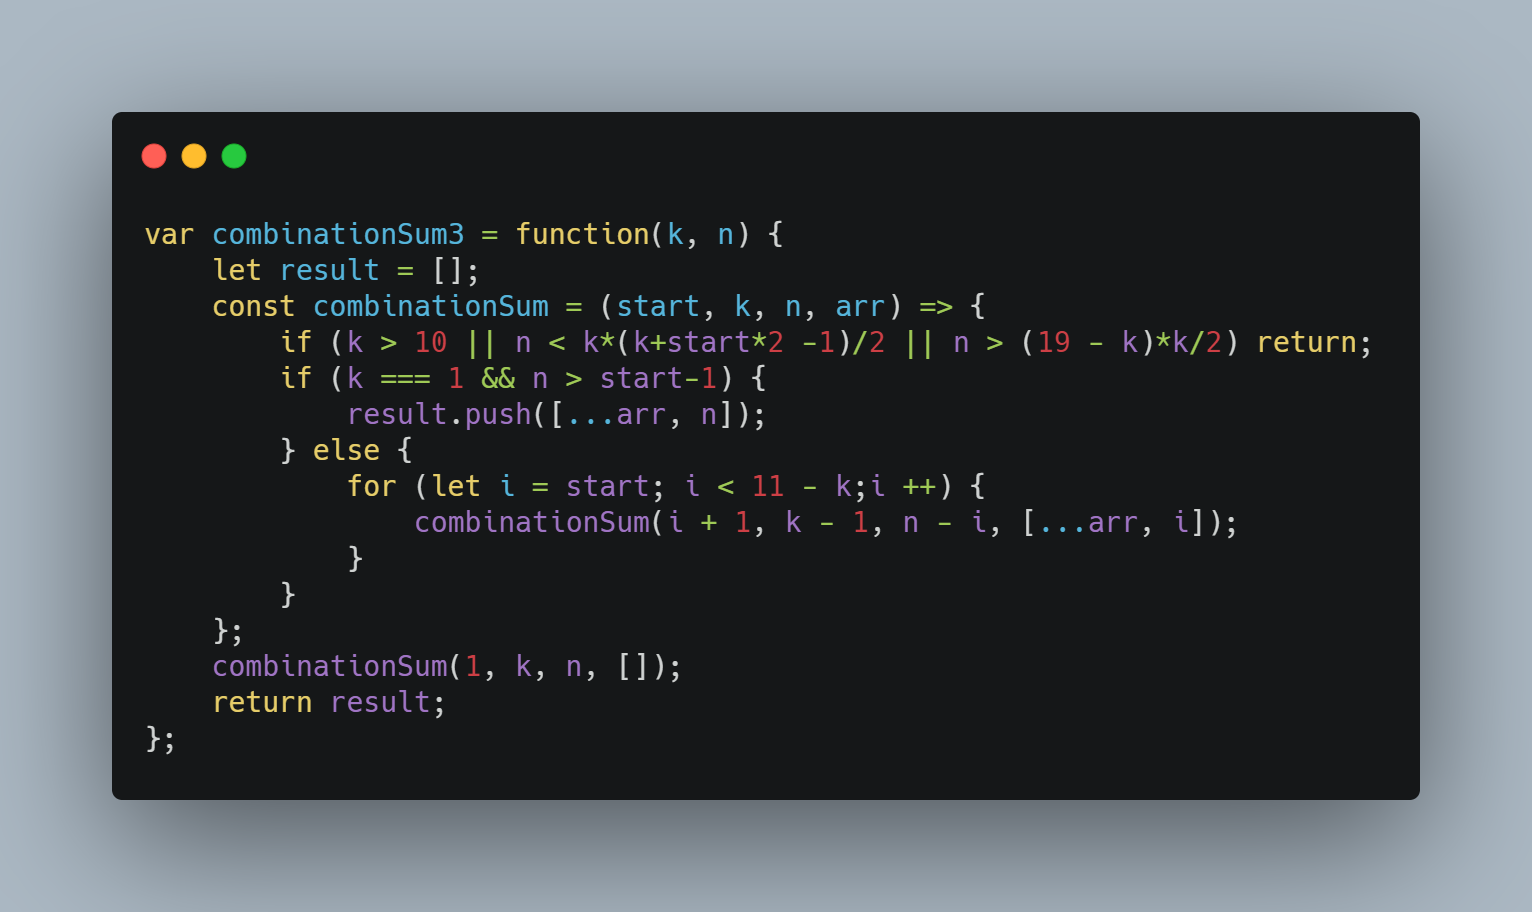 var combinationSum3 = function(k, n) {
    let result = [];
    const combinationSum = (start, k, n, arr) => {
        if (k > 10 || n < k*(k+start*2 -1)/2 || n > (19 - k)*k/2) return;
        if (k === 1 && n > start-1) {
            result.push([...arr, n]);
        } else {
            for (let i = start; i < 11 - k;i ++) {
                combinationSum(i + 1, k - 1, n - i, [...arr, i]);
            }
        }
    };
    combinationSum(1, k, n, []);
    return result;
};